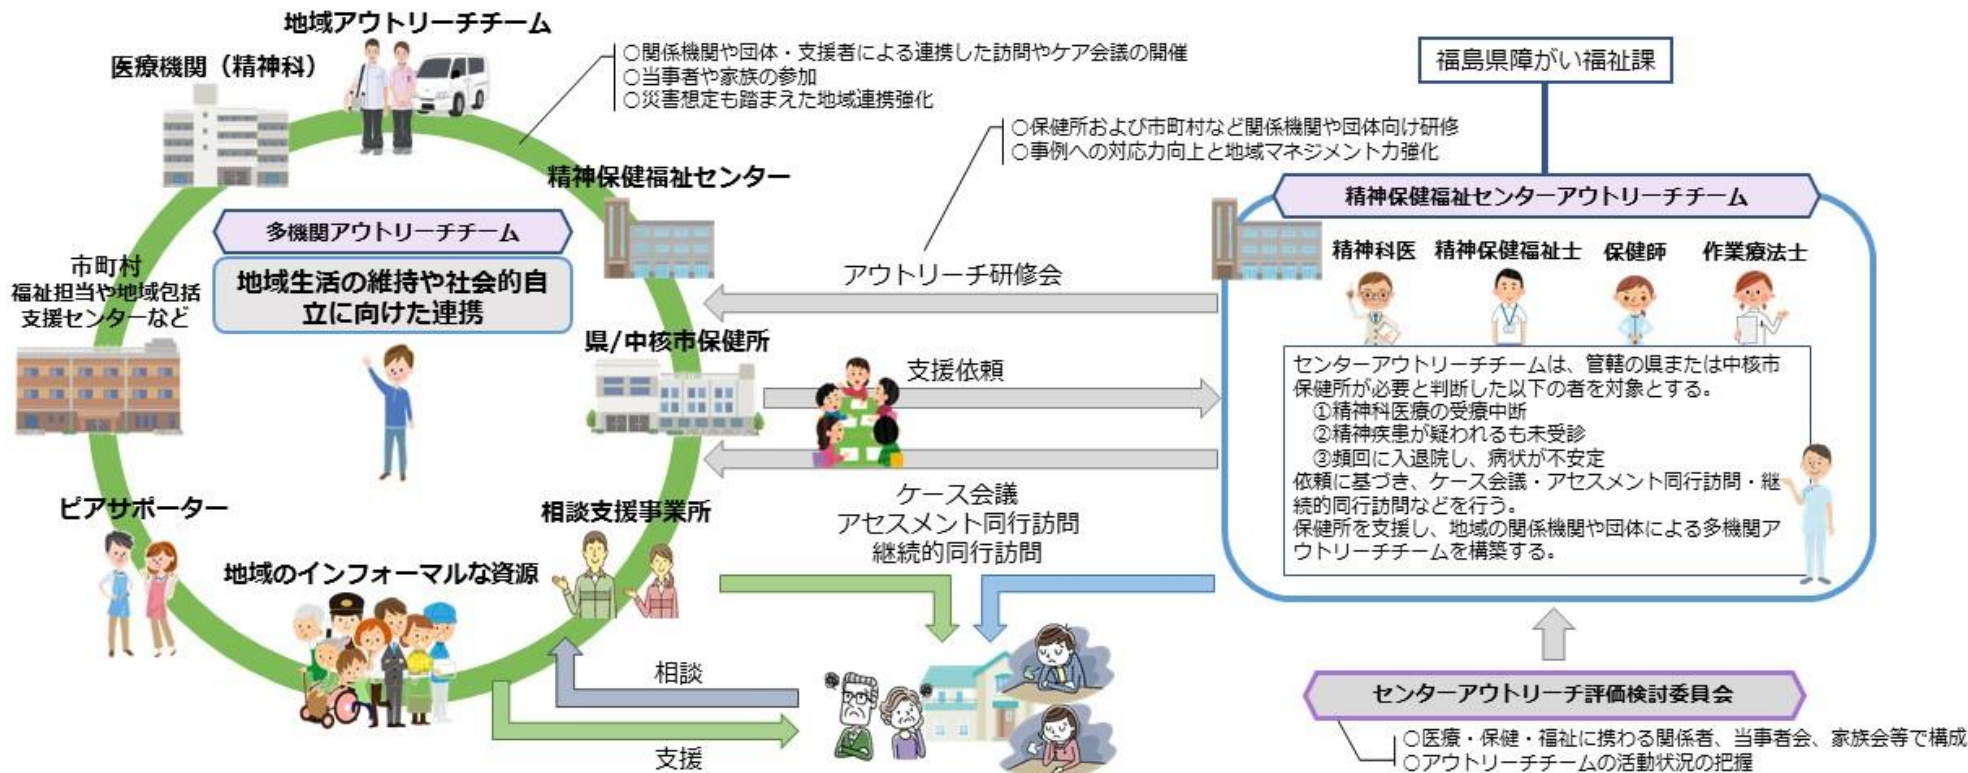 地域アウトリーチチーム
医療機関（精神科）
○関係機関や団体・支援者による連携した訪問やケア会議の開催
○当事者や家族の参加
○災害想定も踏まえた地域連携強化
福島県障がい福祉課
○保健所および市町村など関係機関や団体向け研修
○事例への対応力向上と地域マネジメント力強化
精神保健福祉センター
多機関アウトリーチチーム
地域生活の維持や社会的自
立に向けた連携
市町村
福祉担当や地域包括
支援センターなど
県/中核市保健所
ピアサポーター
相談支援事業所
地域のインフォーマルな資源
アウトリーチ研修会
支援依頼
ケース会議
アセスメント同行訪問
継続的同行訪問
相談
支援
精神保健福祉センターアウトリーチチーム
精神科医 精神保健福祉士 保健師 作業療法士
センターアウトリーチチームは、管轄の県または中核市
保健所が必要と判断した以下の者を対象とする。
①精神科医療の受療中断
②精神疾患が疑われるも未受診
③頻回に入退院し、病状が不安定
依頼に基づき、ケース会議・アセスメント同行訪問・継
続的同行訪問などを行う。
保健所を支援し、地域の関係機関や団体による多機関ア
ウトリーチチームを構築する。
センターアウトリーチ評価検討委員会
○医療・保健・福祉に携わる関係者、当事者会、家族会等で構成
○アウトリーチチームの活動状況の把握